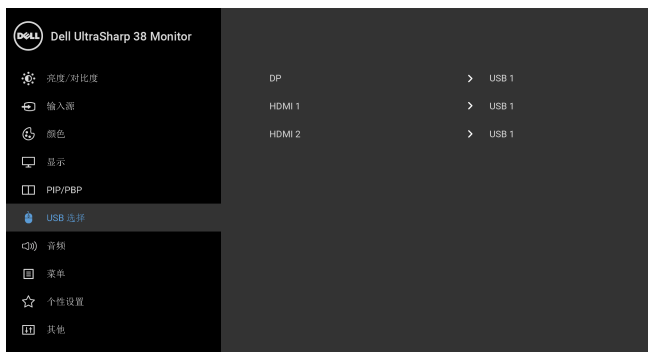 DELL Dell UltraSharp 38 Monitor
亮度/对比度 DP USB 1
输入源 HDMI 1 USB 1
颜色 HDMI 2 USB 1
显示
PIP/PBP
USB 选择
音频
菜单
个性设置
其他